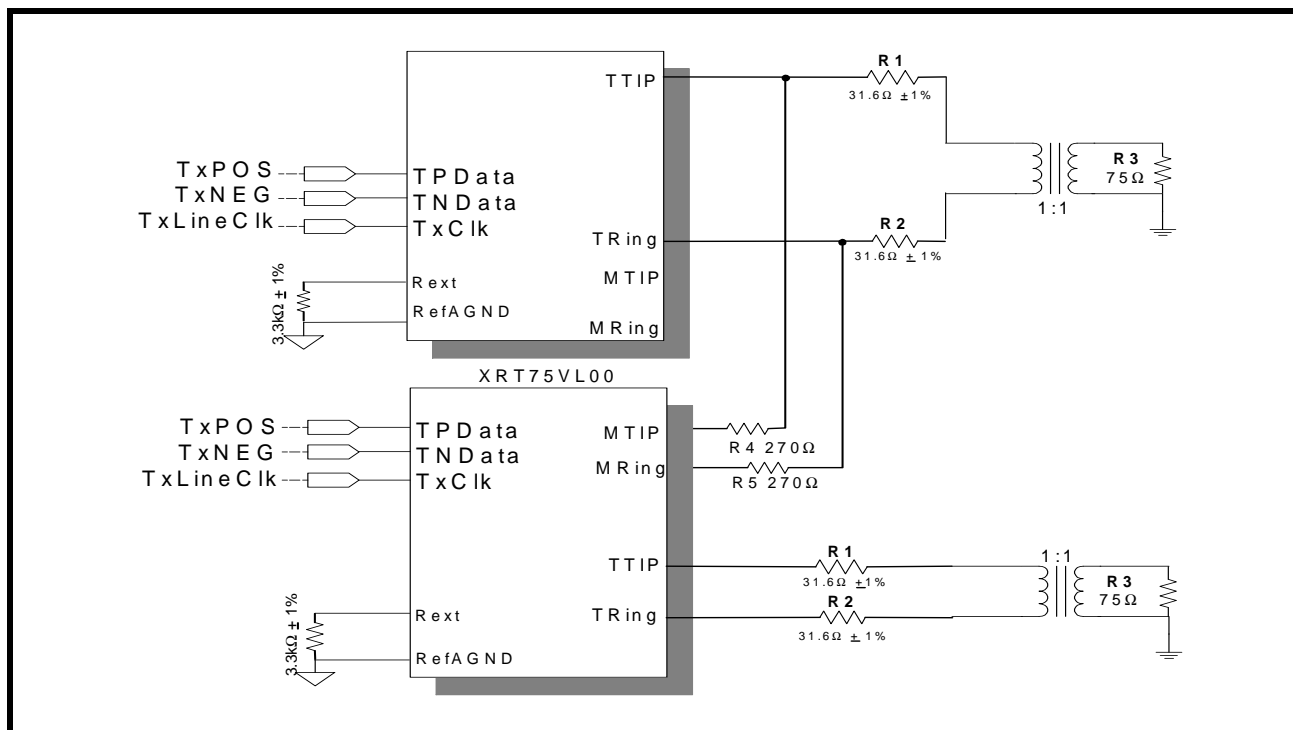 TTIP
R1
31.6Ω ±1%
TxPOS
TPData
TxNEG
TNData
TxLineClk
TxClk
R3
75Ω
1:1
TRing
R2
31.6Ω ±1%
MTIP
Rext
3.3kΩ ± 1%
RefAGND
MRing
XRT75VL00
TxPOS
TPData
MTIP
R4 270Ω
TxNEG
TNData
MRing
TxLineClk
TxClk
R5 270Ω
TTIP
R1
31.6Ω ±1%
1:1
R3
75Ω
Rext
TRing
R2
31.6Ω ±1%
3.3kΩ ± 1%
RefAGND